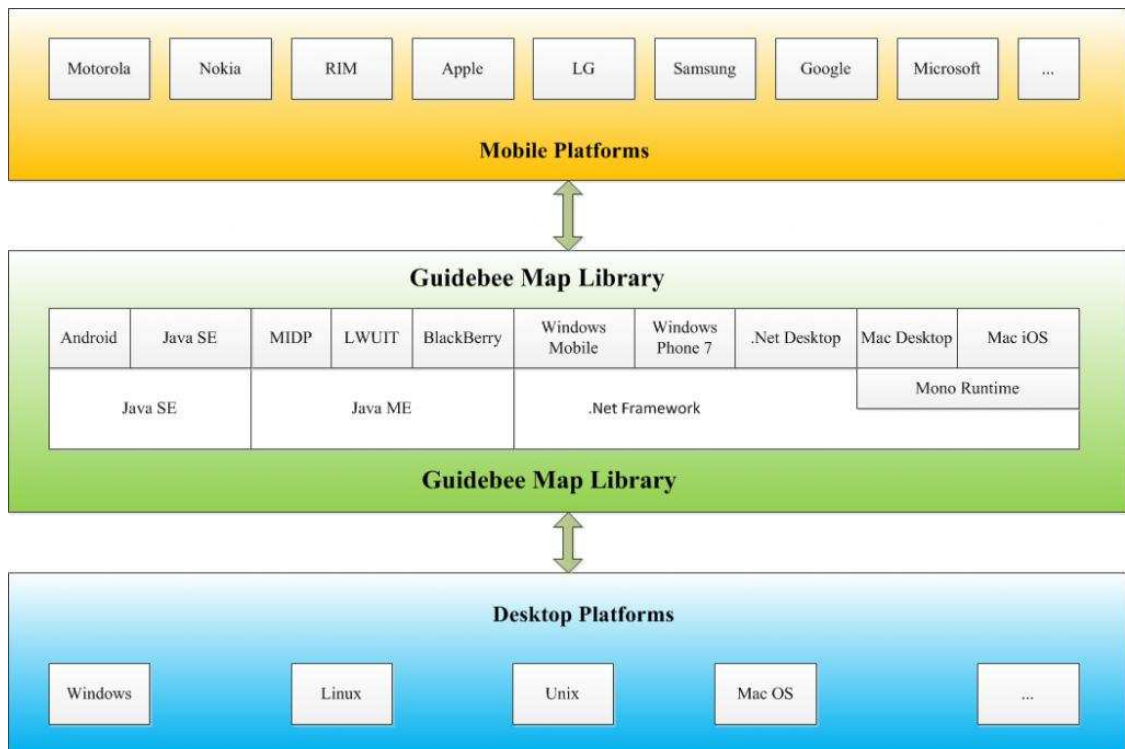 Motorola Nokia RIM Apple LG Samsung Google Microsoft ...
Mobile Platforms
Guidebee Map Library
Android Java SE MIDP LWUIT BlackBerry Windows Mobile Windows Phone 7 .Net Desktop Mac Desktop Mac iOS
Mono Runtime
Java SE Java ME .Net Framework
Guidebee Map Library
Desktop Platforms
Windows Linux Unix Mac OS ...